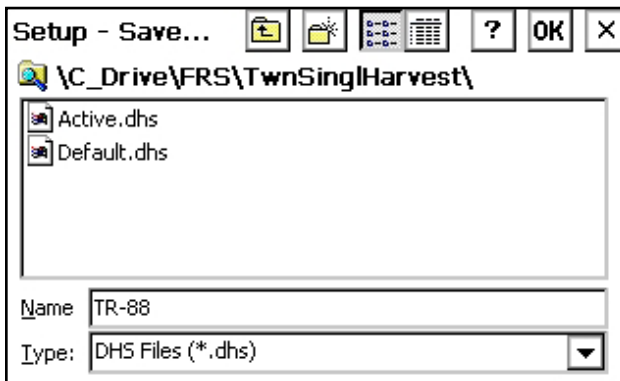 Setup - Save... ? OK ×
\C_Drive\FRS\TwnSinglHarvest\
Active.dhs
Default.dhs
Name TR-88
Type: DHS Files (*.dhs)